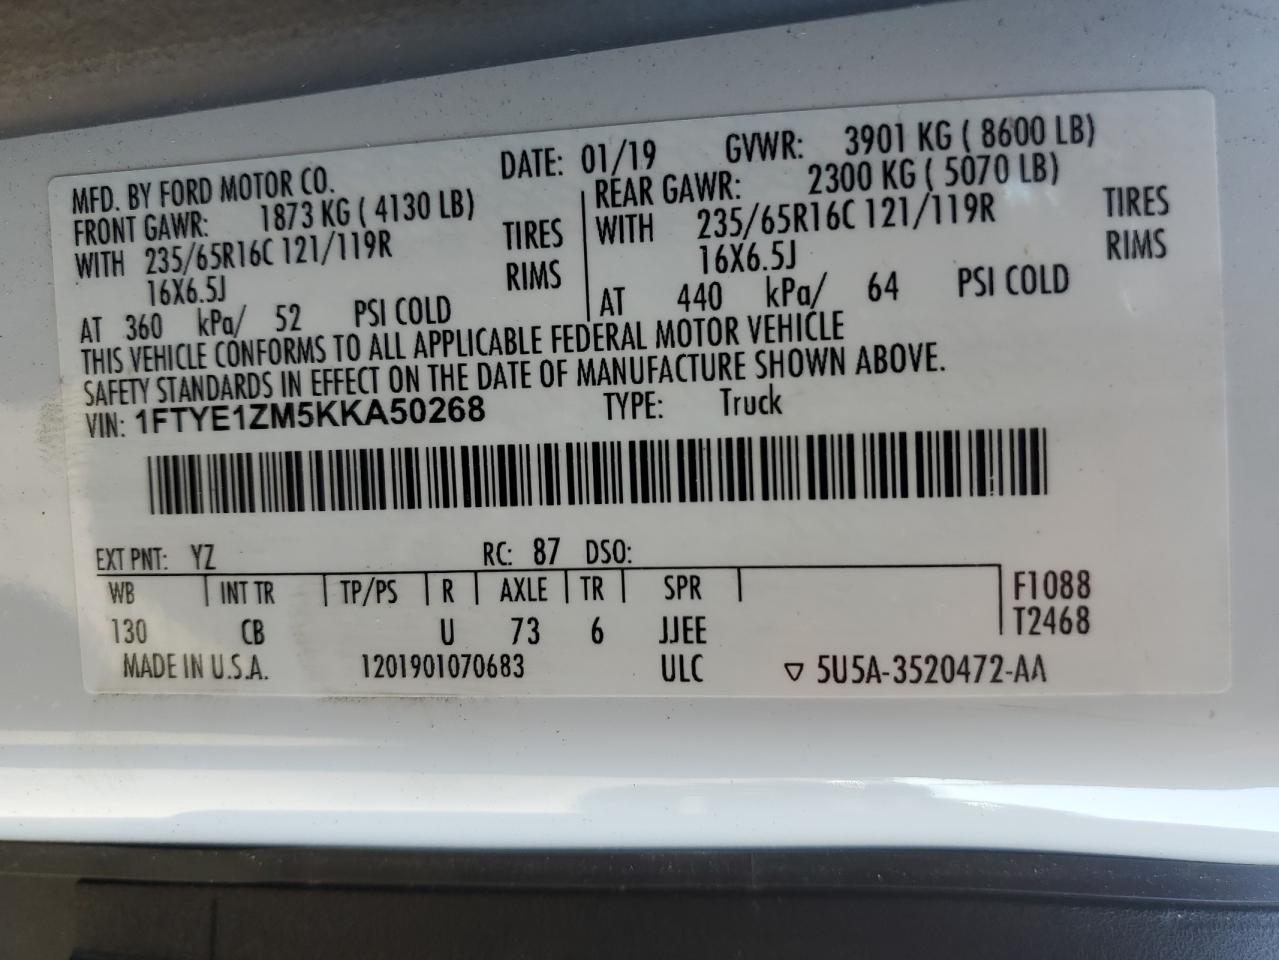 MFD. BY FORD MOTOR CO. DATE: 01/19 GVWR: 3901 KG ( 8600 LB)
FRONT GAWR: 1873 KG ( 4130 LB) REAR GAWR: 2300 KG ( 5070 LB)
WITH 235/65R16C 121/119R TIRES WITH 235/65R16C 121/119R TIRES
16X6.5J RIMS 16X6.5J RIMS
AT 360 kPa/ 52 PSI COLD AT 440 kPa/ 64 PSI COLD
THIS VEHICLE CONFORMS TO ALL APPLICABLE FEDERAL MOTOR VEHICLE
SAFETY STANDARDS IN EFFECT ON THE DATE OF MANUFACTURE SHOWN ABOVE.
VIN: 1FTYE1ZM5KKA50268 TYPE: Truck
EXT PNT: YZ RC: 87 DSO:
WB INT TR TP/PS R AXLE TR SPR F1088
130 CB U 73 6 JJEE T2468
MADE IN U.S.A. 1201901070683 ULC ▽ 5U5A-3520472-AA